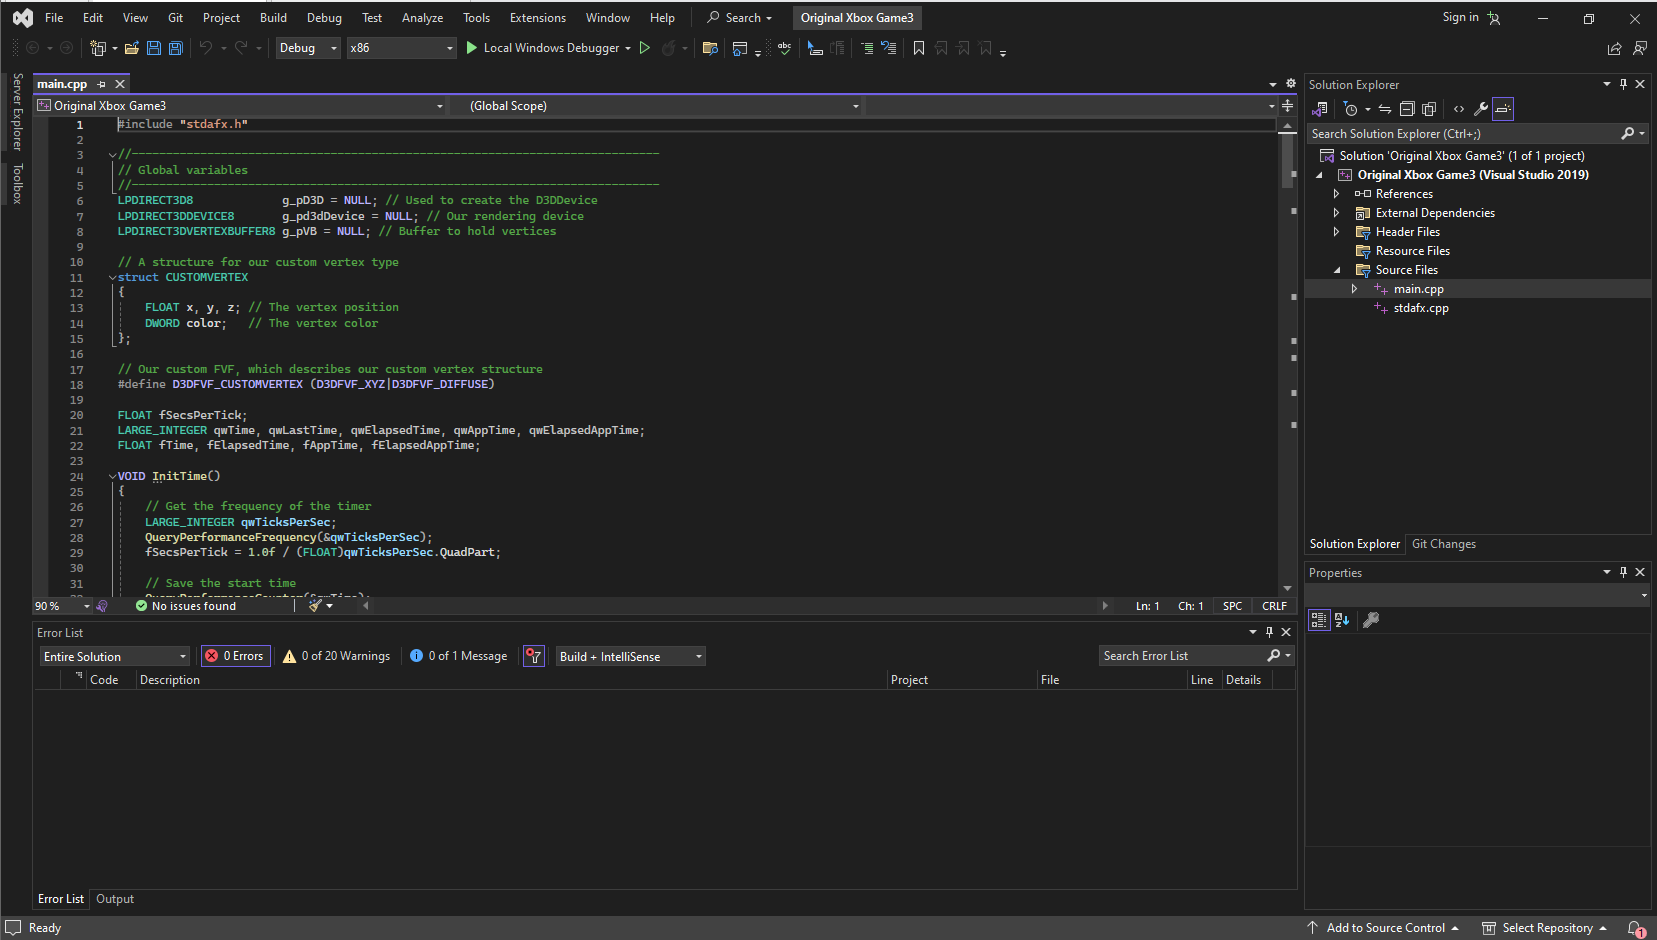 File Edit View Git Project Build Debug Test Analyze Tools Extensions Window Help Search Original Xbox Game3 Sign in
Debug x86 Local Windows Debugger
Server Explorer
Toolbox
main.cpp
Original Xbox Game3 (Global Scope)
1 #include "stdafx.h"
2
3 //-----------------------------------------------------------------------------
4 // Global variables
5 //-----------------------------------------------------------------------------
6 LPDIRECT3D8 g_pD3D = NULL; // Used to create the D3DDevice
7 LPDIRECT3DDEVICE8 g_pd3dDevice = NULL; // Our rendering device
8 LPDIRECT3DVERTEXBUFFER8 g_pVB = NULL; // Buffer to hold vertices
9
10 // A structure for our custom vertex type
11 struct CUSTOMVERTEX
12 {
13 FLOAT x, y, z; // The vertex position
14 DWORD color; // The vertex color
15 };
16
17 // Our custom FVF, which describes our custom vertex structure
18 #define D3DFVF_CUSTOMVERTEX (D3DFVF_XYZ|D3DFVF_DIFFUSE)
19
20 FLOAT fSecsPerTick;
21 LARGE_INTEGER qwTime, qwLastTime, qwElapsedTime, qwAppTime, qwElapsedAppTime;
22 FLOAT fTime, fElapsedTime, fAppTime, fElapsedAppTime;
23
24 VOID InitTime()
25 {
26 // Get the frequency of the timer
27 LARGE_INTEGER qwTicksPerSec;
28 QueryPerformanceFrequency(&qwTicksPerSec);
29 fSecsPerTick = 1.0f / (FLOAT)qwTicksPerSec.QuadPart;
30
31 // Save the start time
90 % No issues found Ln: 1 Ch: 1 SPC CRLF
Error List
Entire Solution 0 Errors 0 of 20 Warnings 0 of 1 Message Build + IntelliSense Search Error List
Code Description Project File Line Details
Error List Output
Solution Explorer
Search Solution Explorer (Ctrl+;)
Solution 'Original Xbox Game3' (1 of 1 project)
Original Xbox Game3 (Visual Studio 2019)
References
External Dependencies
Header Files
Resource Files
Source Files
main.cpp
stdafx.cpp
Solution Explorer Git Changes
Properties
Ready Add to Source Control Select Repository 1